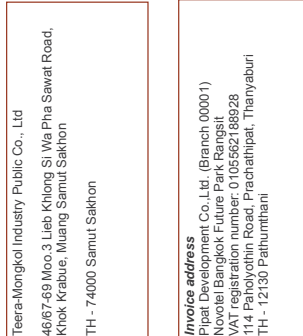 Teera-Mongkol Industry Public Co., Ltd
46/67-69 Moo.3 Lieb Khlong Si Wa Pha Sawat Road,
Khok Krabue, Muang Samut Sakhon
TH - 74000 Samut Sakhon
Invoice address
Pipat Development Co.,Ltd. (Branch 00001)
Novotel Bangkok Future Park Rangsit
VAT registration number: 0105562188928
114 Paholyothin Road, Prachathipat, Thanyaburi
TH - 12130 Pathumthani